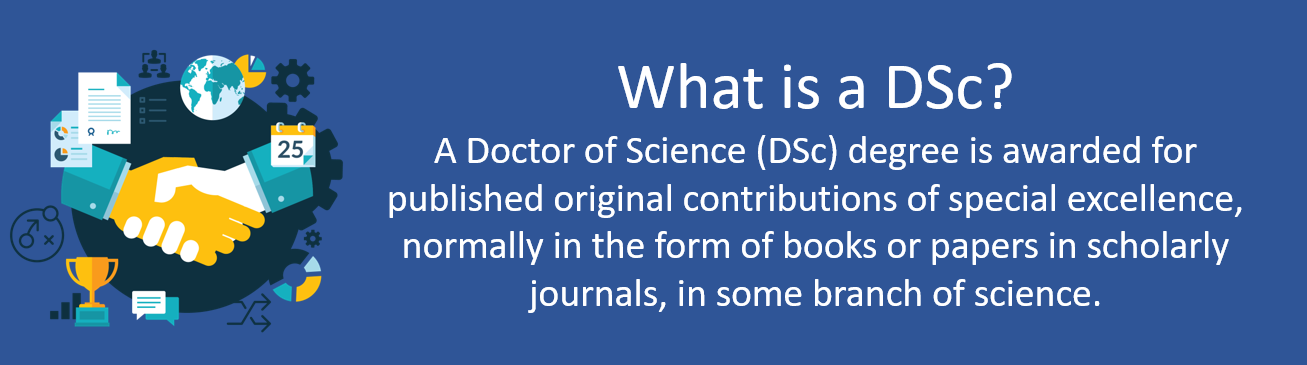 What is a DSc?
A Doctor of Science (DSc) degree is awarded for
published original contributions of special excellence,
normally in the form of books or papers in scholarly
journals, in some branch of science.
25